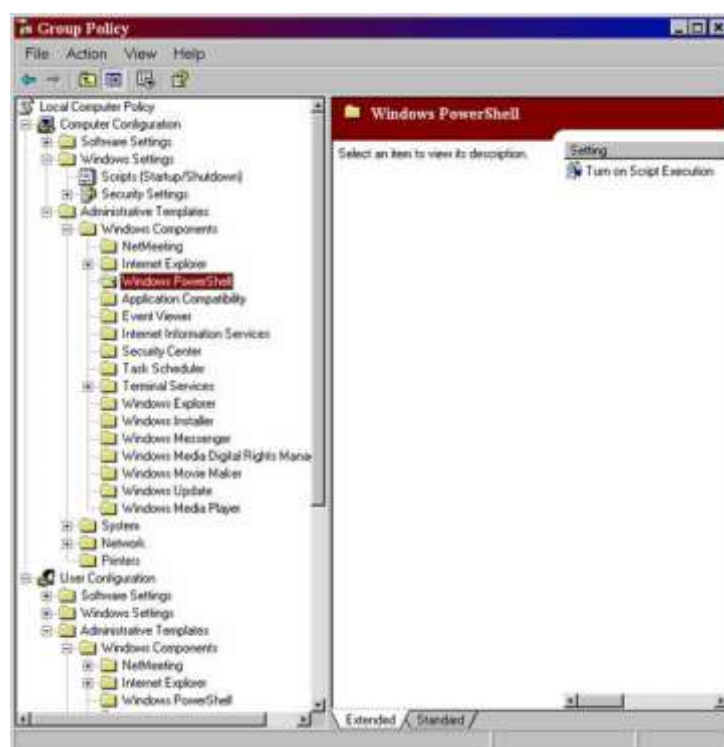 Group Policy
File Action View Help
Local Computer Policy
Computer Configuration
Software Settings
Windows Settings
Scripts (Startup/Shutdown)
Security Settings
Administrative Templates
Windows Components
NetMeeting
Internet Explorer
Windows PowerShell
Application Compatibility
Event Viewer
Internet Information Services
Security Center
Task Scheduler
Terminal Services
Windows Explorer
Windows Installer
Windows Messenger
Windows Media Digital Rights Mana
Windows Movie Maker
Windows Update
Windows Media Player
System
Network
Printers
User Configuration
Software Settings
Windows Settings
Administrative Templates
Windows Components
NetMeeting
Internet Explorer
Windows PowerShell
Windows PowerShell
Select an item to view its description.
Setting
Turn on Script Execution
Extended Standard